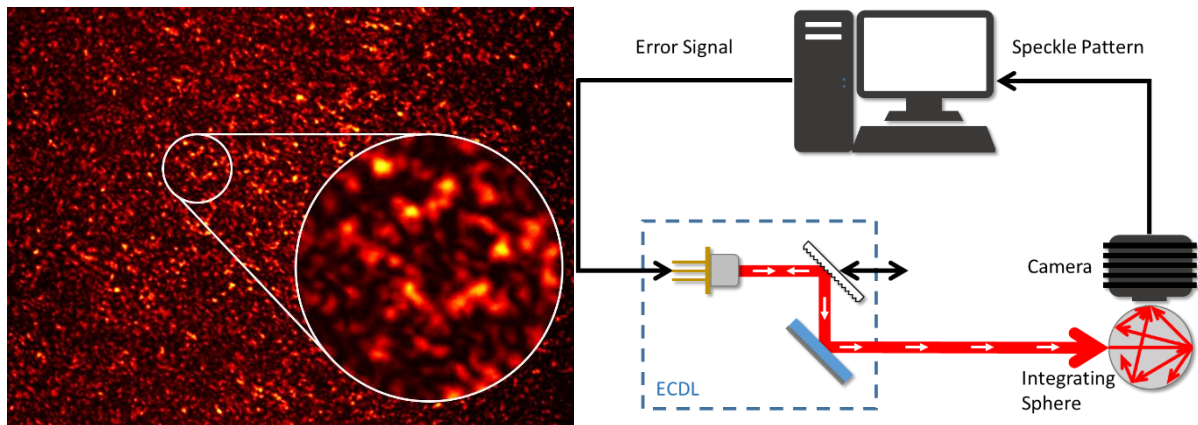 Error Signal
Speckle Pattern
Camera
ECDL
Integrating
Sphere